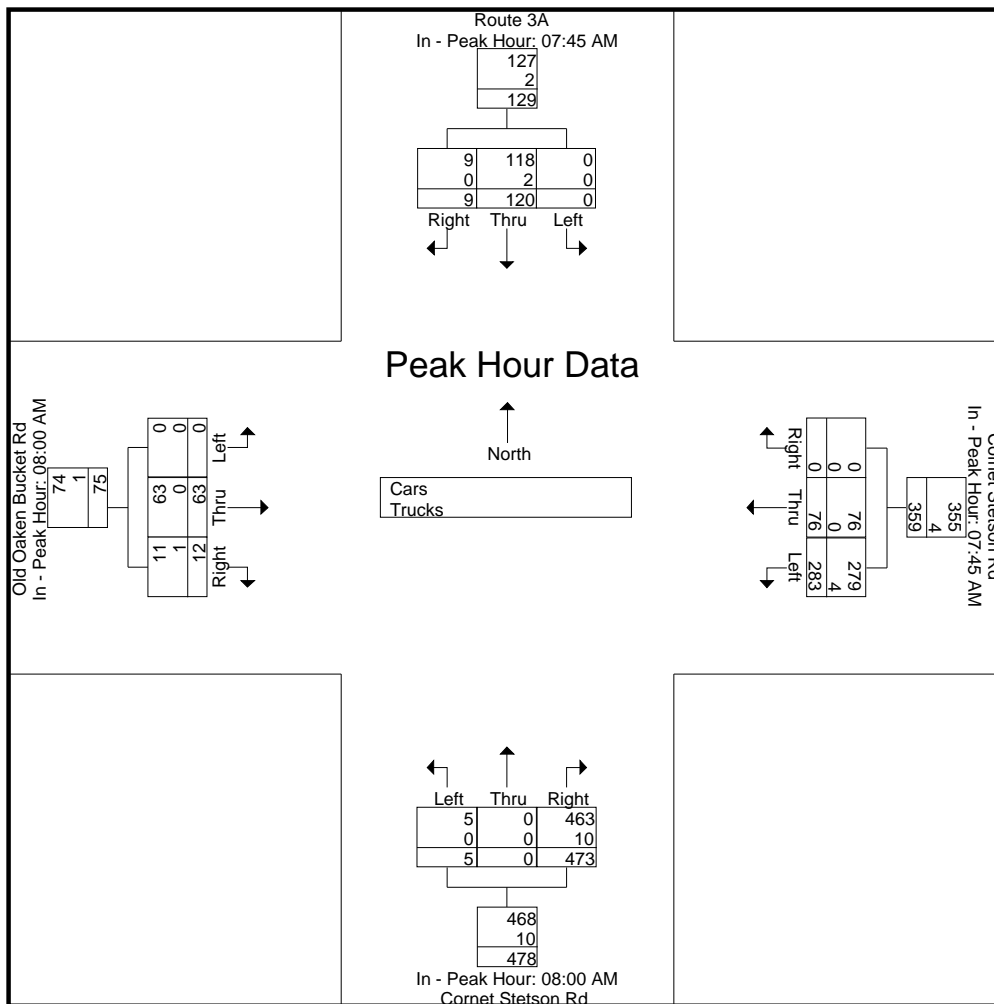 Route 3A
In - Peak Hour: 07:45 AM
127
2
129
9 118 0
0 2 0
9 120 0
Right Thru Left
Peak Hour Data
North
Cars
Trucks
Old Oaken Bucket Rd
In - Peak Hour: 08:00 AM
74
1
75
0 0 0
63 0 63
11 1 12
Left
Thru
Right
Cornet Stetson Rd
In - Peak Hour: 07:45 AM
355
4
359
0 0 0
76 0 76
279 4 283
Right
Thru
Left
Left Thru Right
5 0 463
0 0 10
5 0 473
468
10
478
In - Peak Hour: 08:00 AM
Cornet Stetson Rd